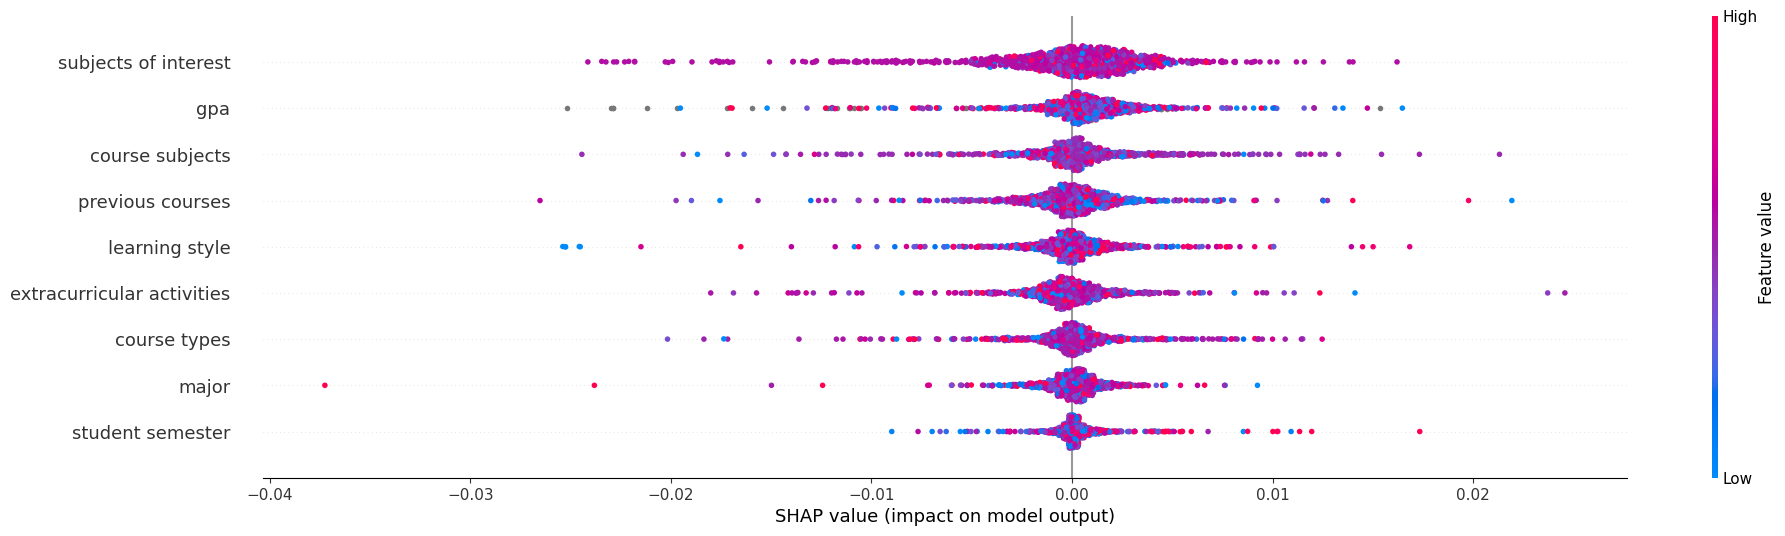 High
subjects of interest
gpa
course subjects
previous courses
learning style
extracurricular activities
course types
major
student semester
Feature value
Low
−0.04 −0.03 −0.02 −0.01 0.00 0.01 0.02
SHAP value (impact on model output)